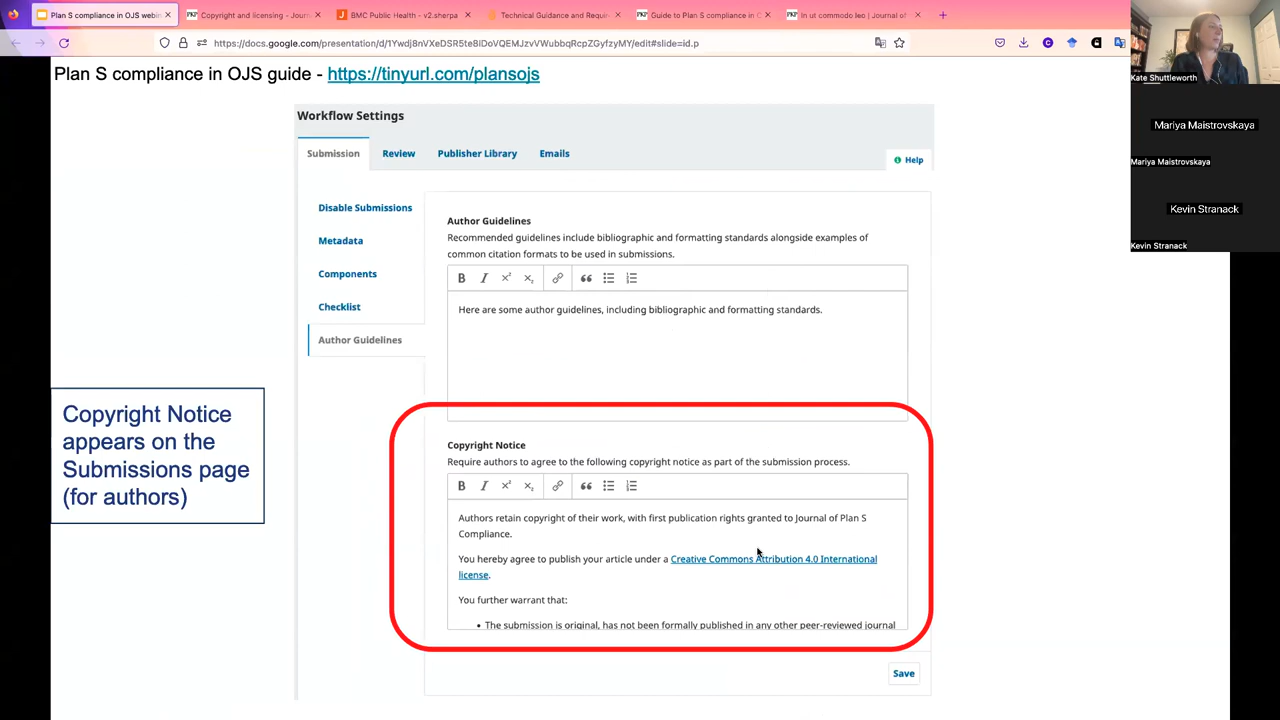 Plan S compliance in OJS webin
Copyright and licensing - Journ
BMC Public Health - v2.sherpa
Technical Guidance and Require
Guide to Plan S compliance in O
In ut commodo leo | Journal of
https://docs.google.com/presentation/d/1Ywdj8nVXeDSR5teBIDoVQEMJzvVWubbqRcpZGyfzyMY/edit#slide=id.p
Plan S compliance in OJS guide - https://tinyurl.com/plansojs
Kate Shuttleworth
Mariya Maistrovskaya
Mariya Maistrovskaya
Kevin Stranack
Kevin Stranack
Workflow Settings
Submission Review Publisher Library Emails
Help
Disable Submissions
Metadata
Components
Checklist
Author Guidelines
Author Guidelines
Recommended guidelines include bibliographic and formatting standards alongside examples of
common citation formats to be used in submissions.
Here are some author guidelines, including bibliographic and formatting standards.
Copyright Notice
appears on the
Submissions page
(for authors)
Copyright Notice
Require authors to agree to the following copyright notice as part of the submission process.
Authors retain copyright of their work, with first publication rights granted to Journal of Plan S
Compliance.
You hereby agree to publish your article under a Creative Commons Attribution 4.0 International
license.
You further warrant that:
• The submission is original, has not been formally published in any other peer-reviewed journal
Save